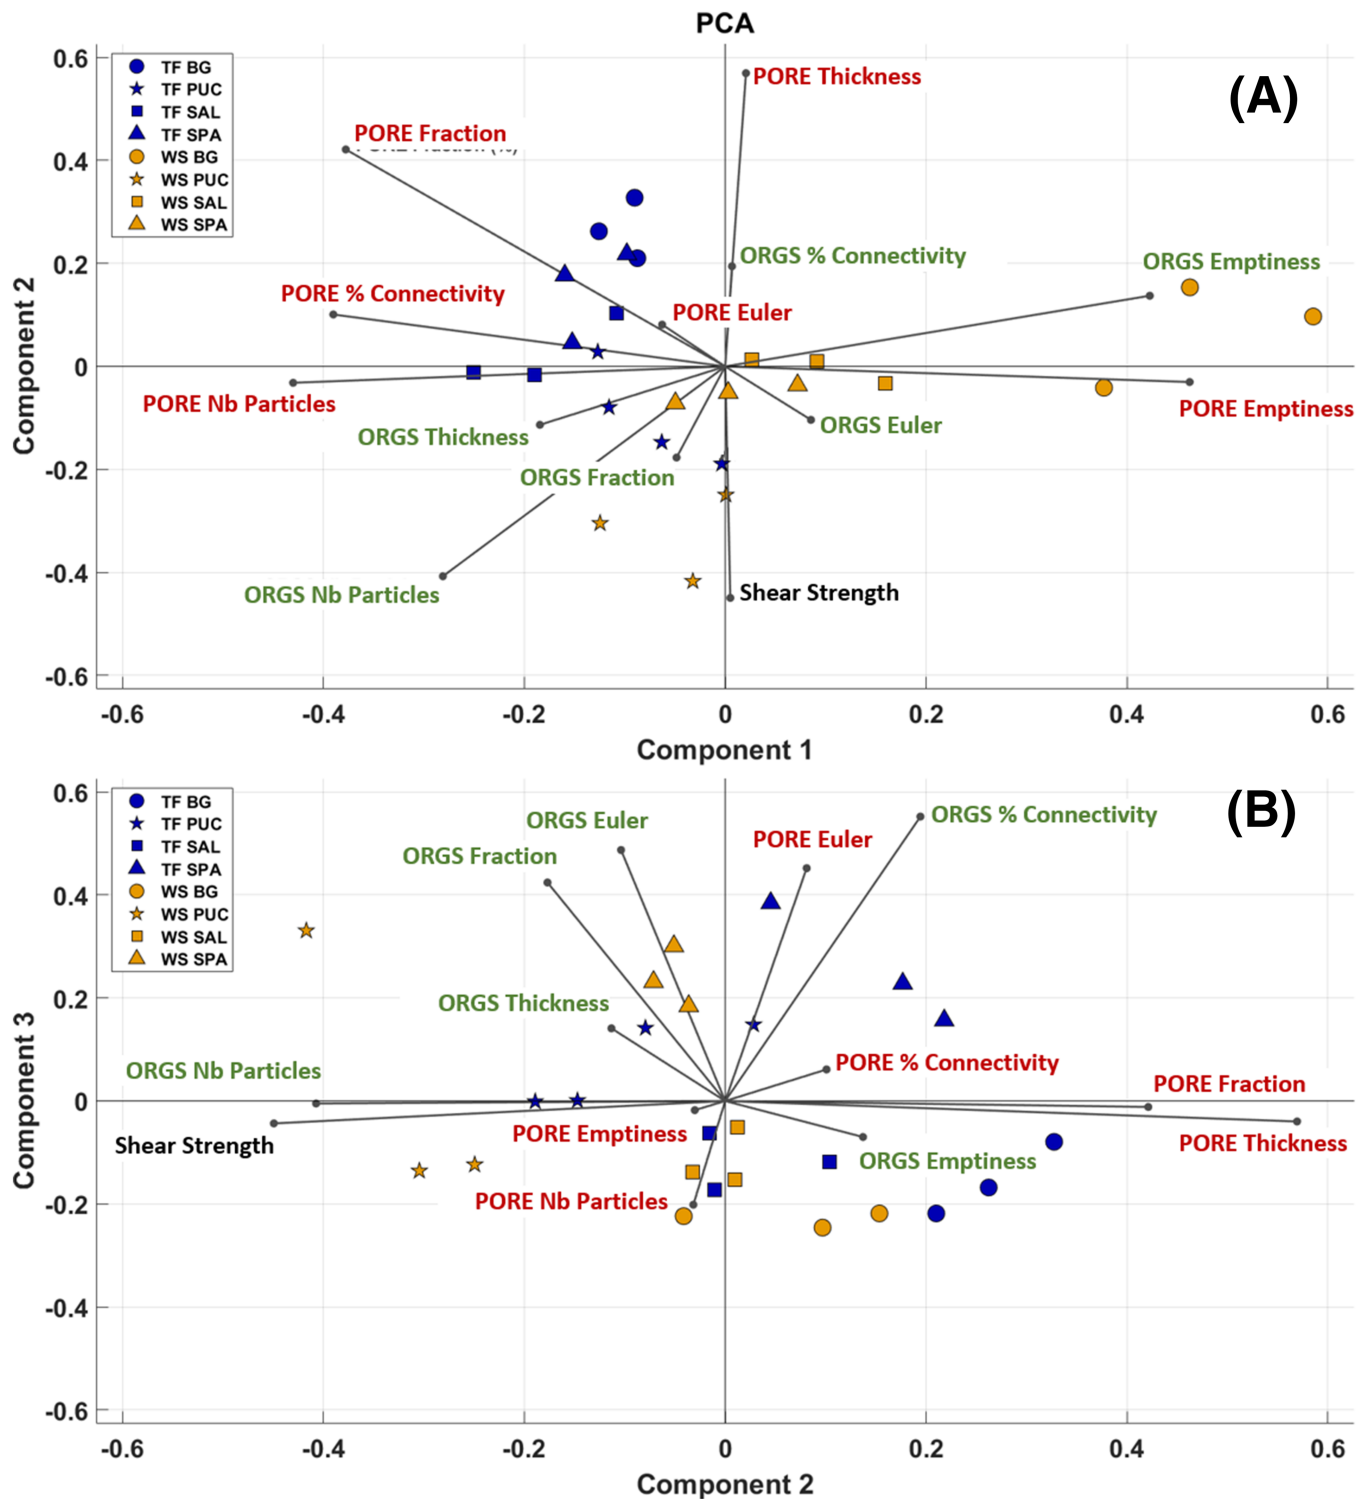 PCA
(A)
TF BG
TF PUC
TF SAL
TF SPA
WS BG
WS PUC
WS SAL
WS SPA
PORE Thickness
PORE Fraction
ORGS % Connectivity
ORGS Emptiness
PORE % Connectivity
PORE Euler
PORE Nb Particles
PORE Emptiness
ORGS Euler
ORGS Thickness
ORGS Fraction
ORGS Nb Particles
Shear Strength
0.6
0.4
0.2
0
-0.2
-0.4
-0.6
Component 2
-0.6 -0.4 -0.2 0 0.2 0.4 0.6
Component 1
(B)
TF BG
TF PUC
TF SAL
TF SPA
WS BG
WS PUC
WS SAL
WS SPA
ORGS Euler
ORGS % Connectivity
PORE Euler
ORGS Fraction
ORGS Thickness
PORE % Connectivity
ORGS Nb Particles
PORE Fraction
Shear Strength
PORE Emptiness
PORE Thickness
ORGS Emptiness
PORE Nb Particles
0.6
0.4
0.2
0
-0.2
-0.4
-0.6
Component 3
-0.6 -0.4 -0.2 0 0.2 0.4 0.6
Component 2